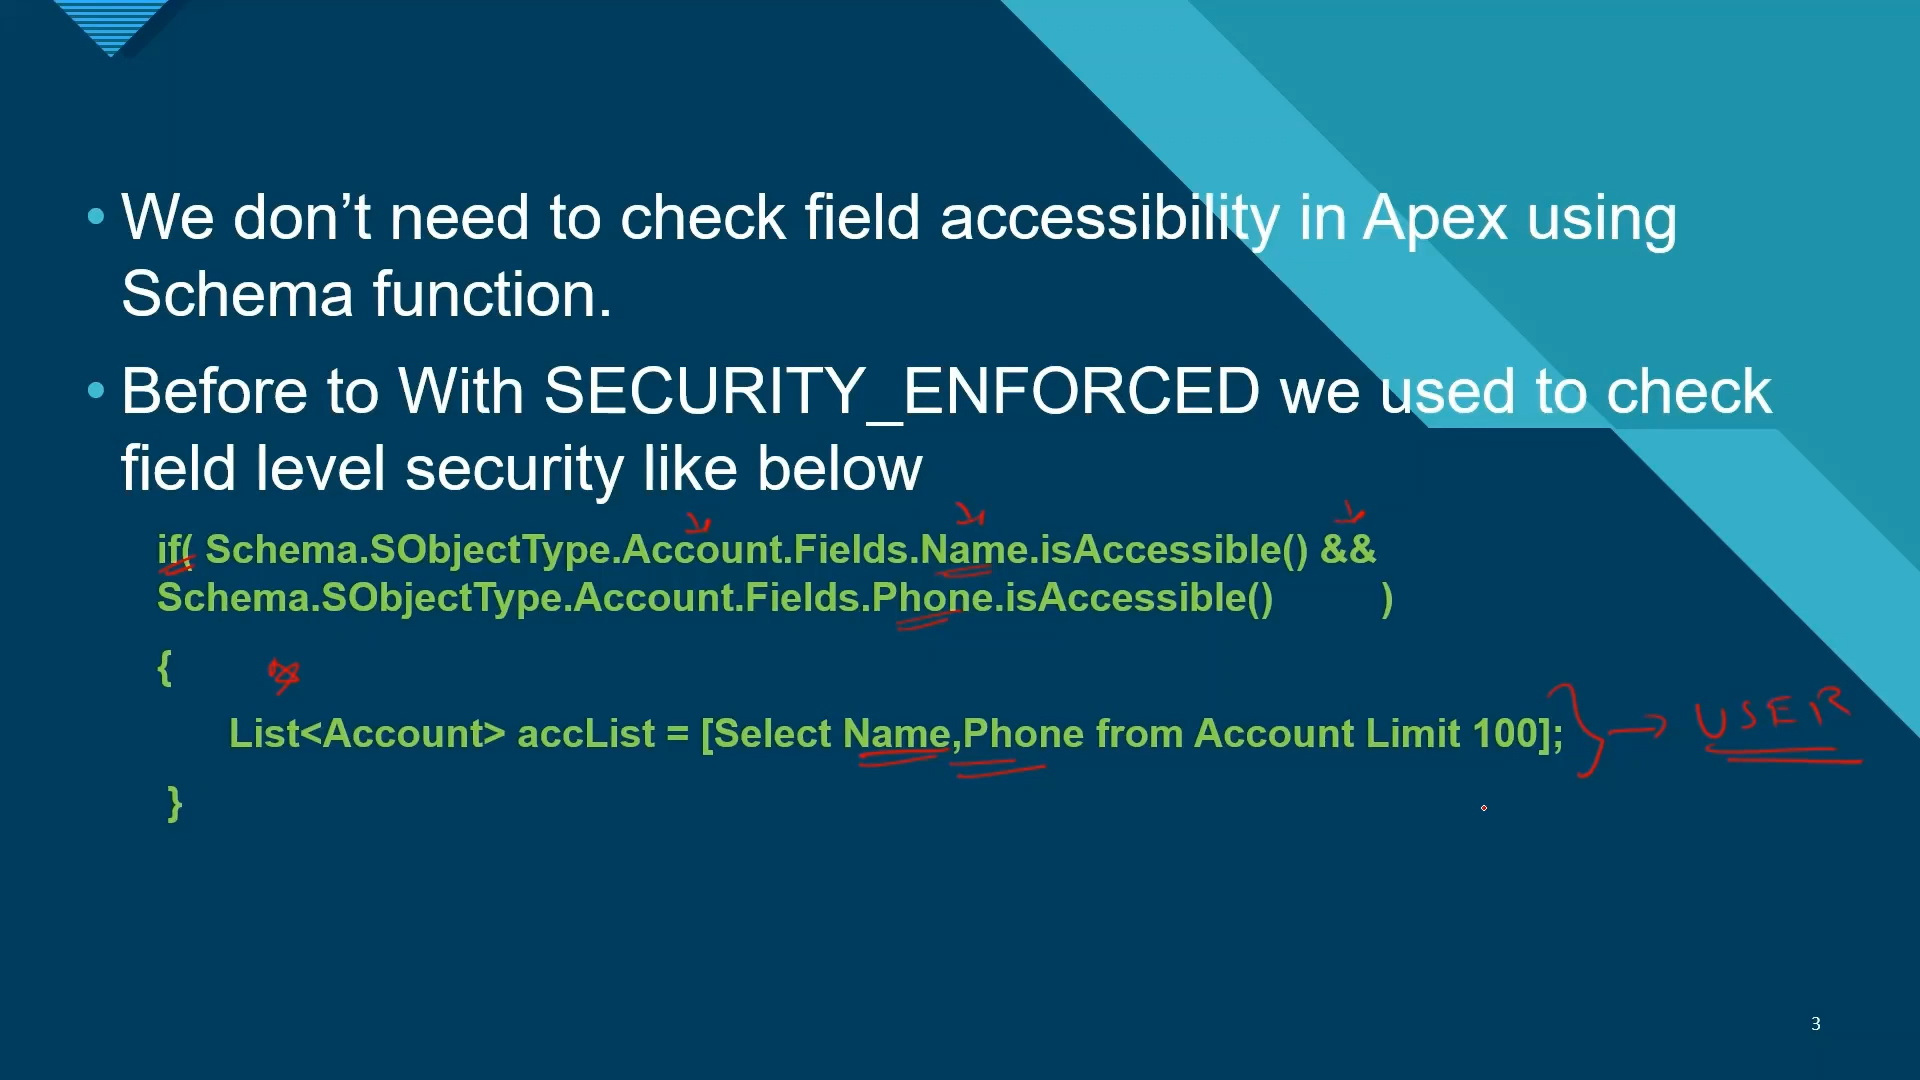 • We don’t need to check field accessibility in Apex using
Schema function.
• Before to With SECURITY_ENFORCED we used to check
field level security like below
if( Schema.SObjectType.Account.Fields.Name.isAccessible() &&
Schema.SObjectType.Account.Fields.Phone.isAccessible() )
{
List<Account> accList = [Select Name,Phone from Account Limit 100];
USER
}
3